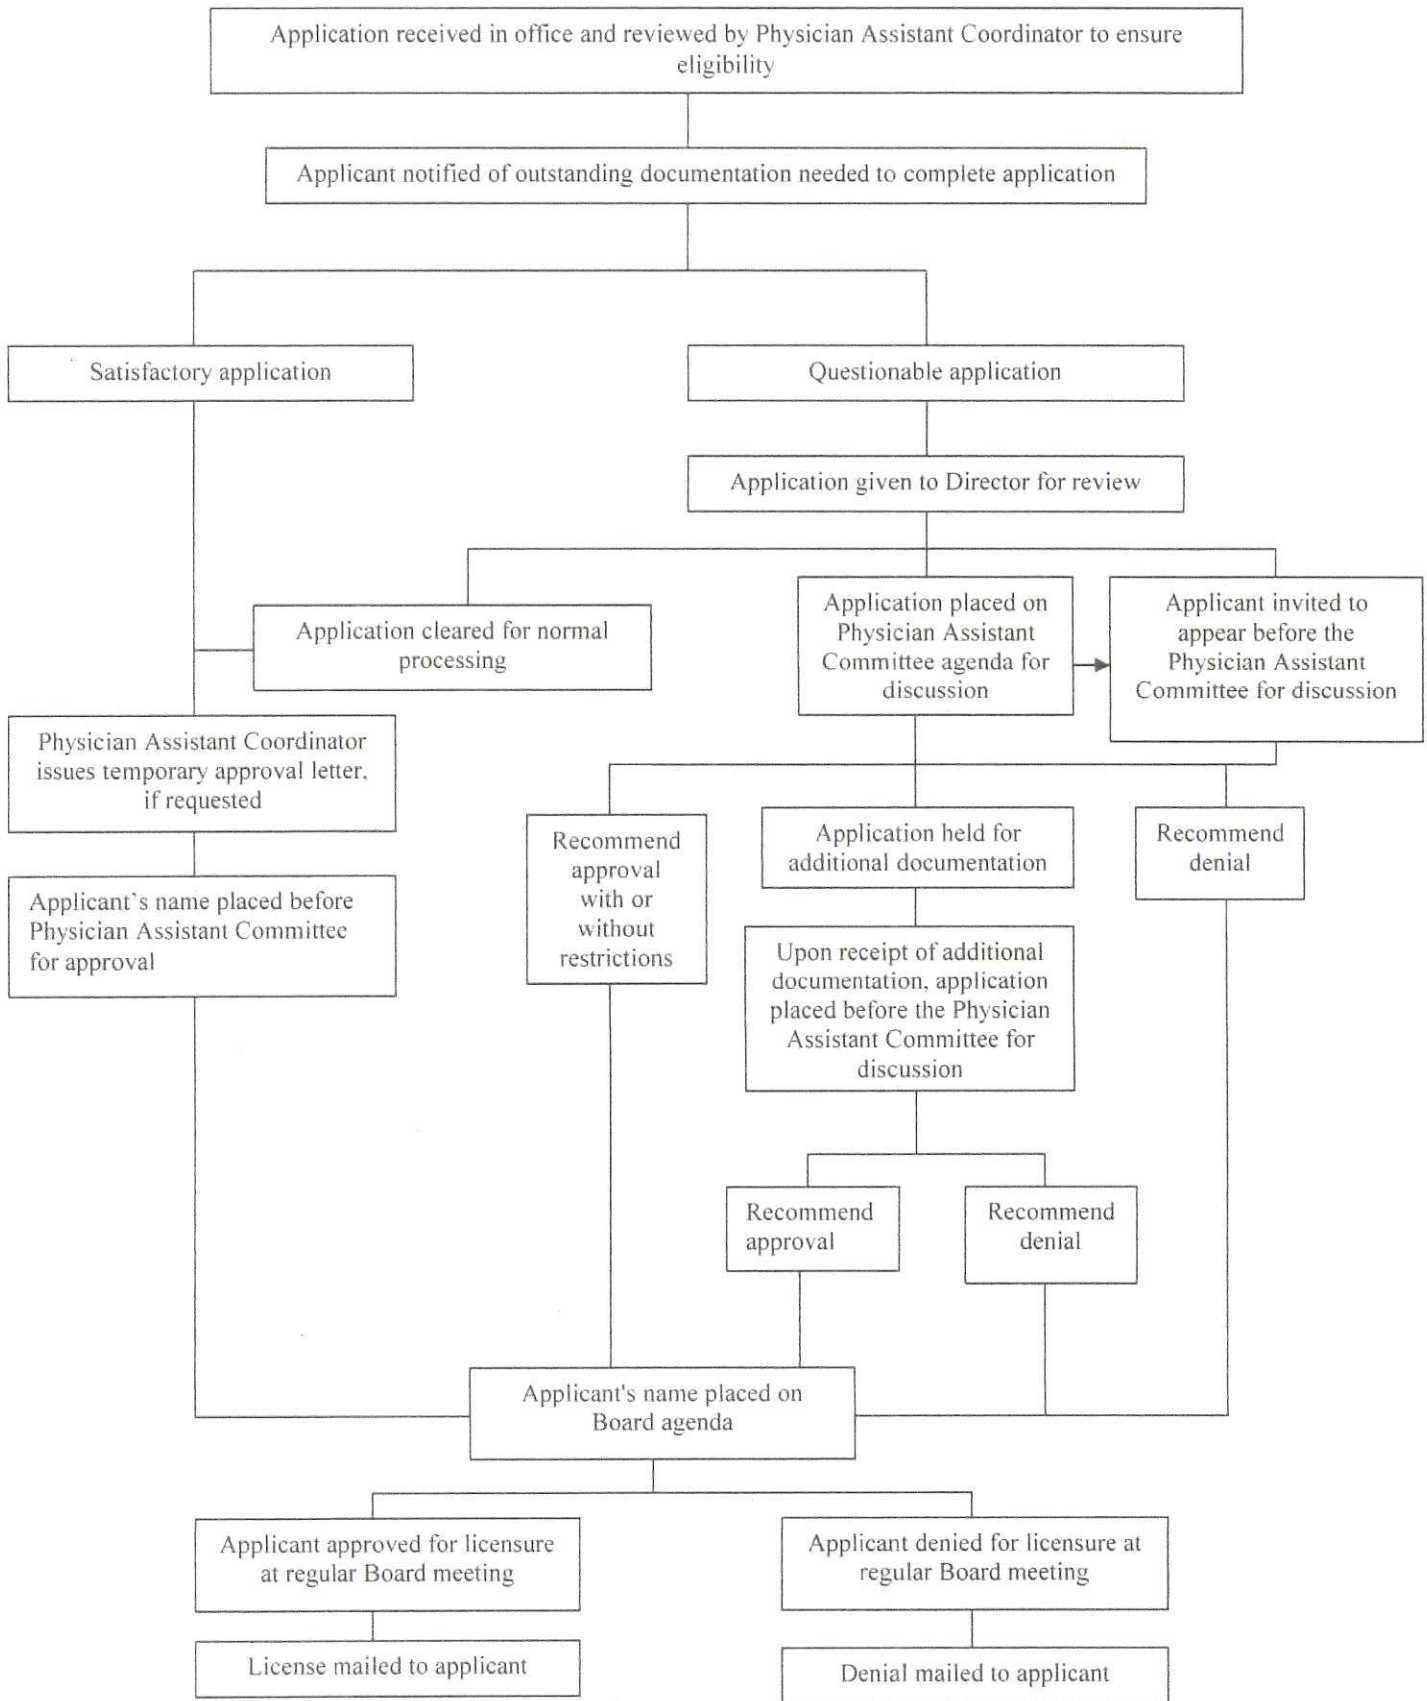 Application received in office and reviewed by Physician Assistant Coordinator to ensure
eligibility
Applicant notified of outstanding documentation needed to complete application
Satisfactory application
Questionable application
Application given to Director for review
Application cleared for normal
processing
Application placed on
Physician Assistant
Committee agenda for
discussion
Applicant invited to
appear before the
Physician Assistant
Committee for discussion
Physician Assistant Coordinator
issues temporary approval letter,
if requested
Applicant`s name placed before
Physician Assistant Committee
for approval
Recommend
approval
with or
without
restrictions
Application held for
additional documentation
Recommend
denial
Upon receipt of additional
documentation, application
placed before the Physician
Assistant Committee for
discussion
Recommend
approval
Recommend
denial
Applicant's name placed on
Board agenda
Applicant approved for licensure
at regular Board meeting
Applicant denied for licensure at
regular Board meeting
License mailed to applicant
Denial mailed to applicant